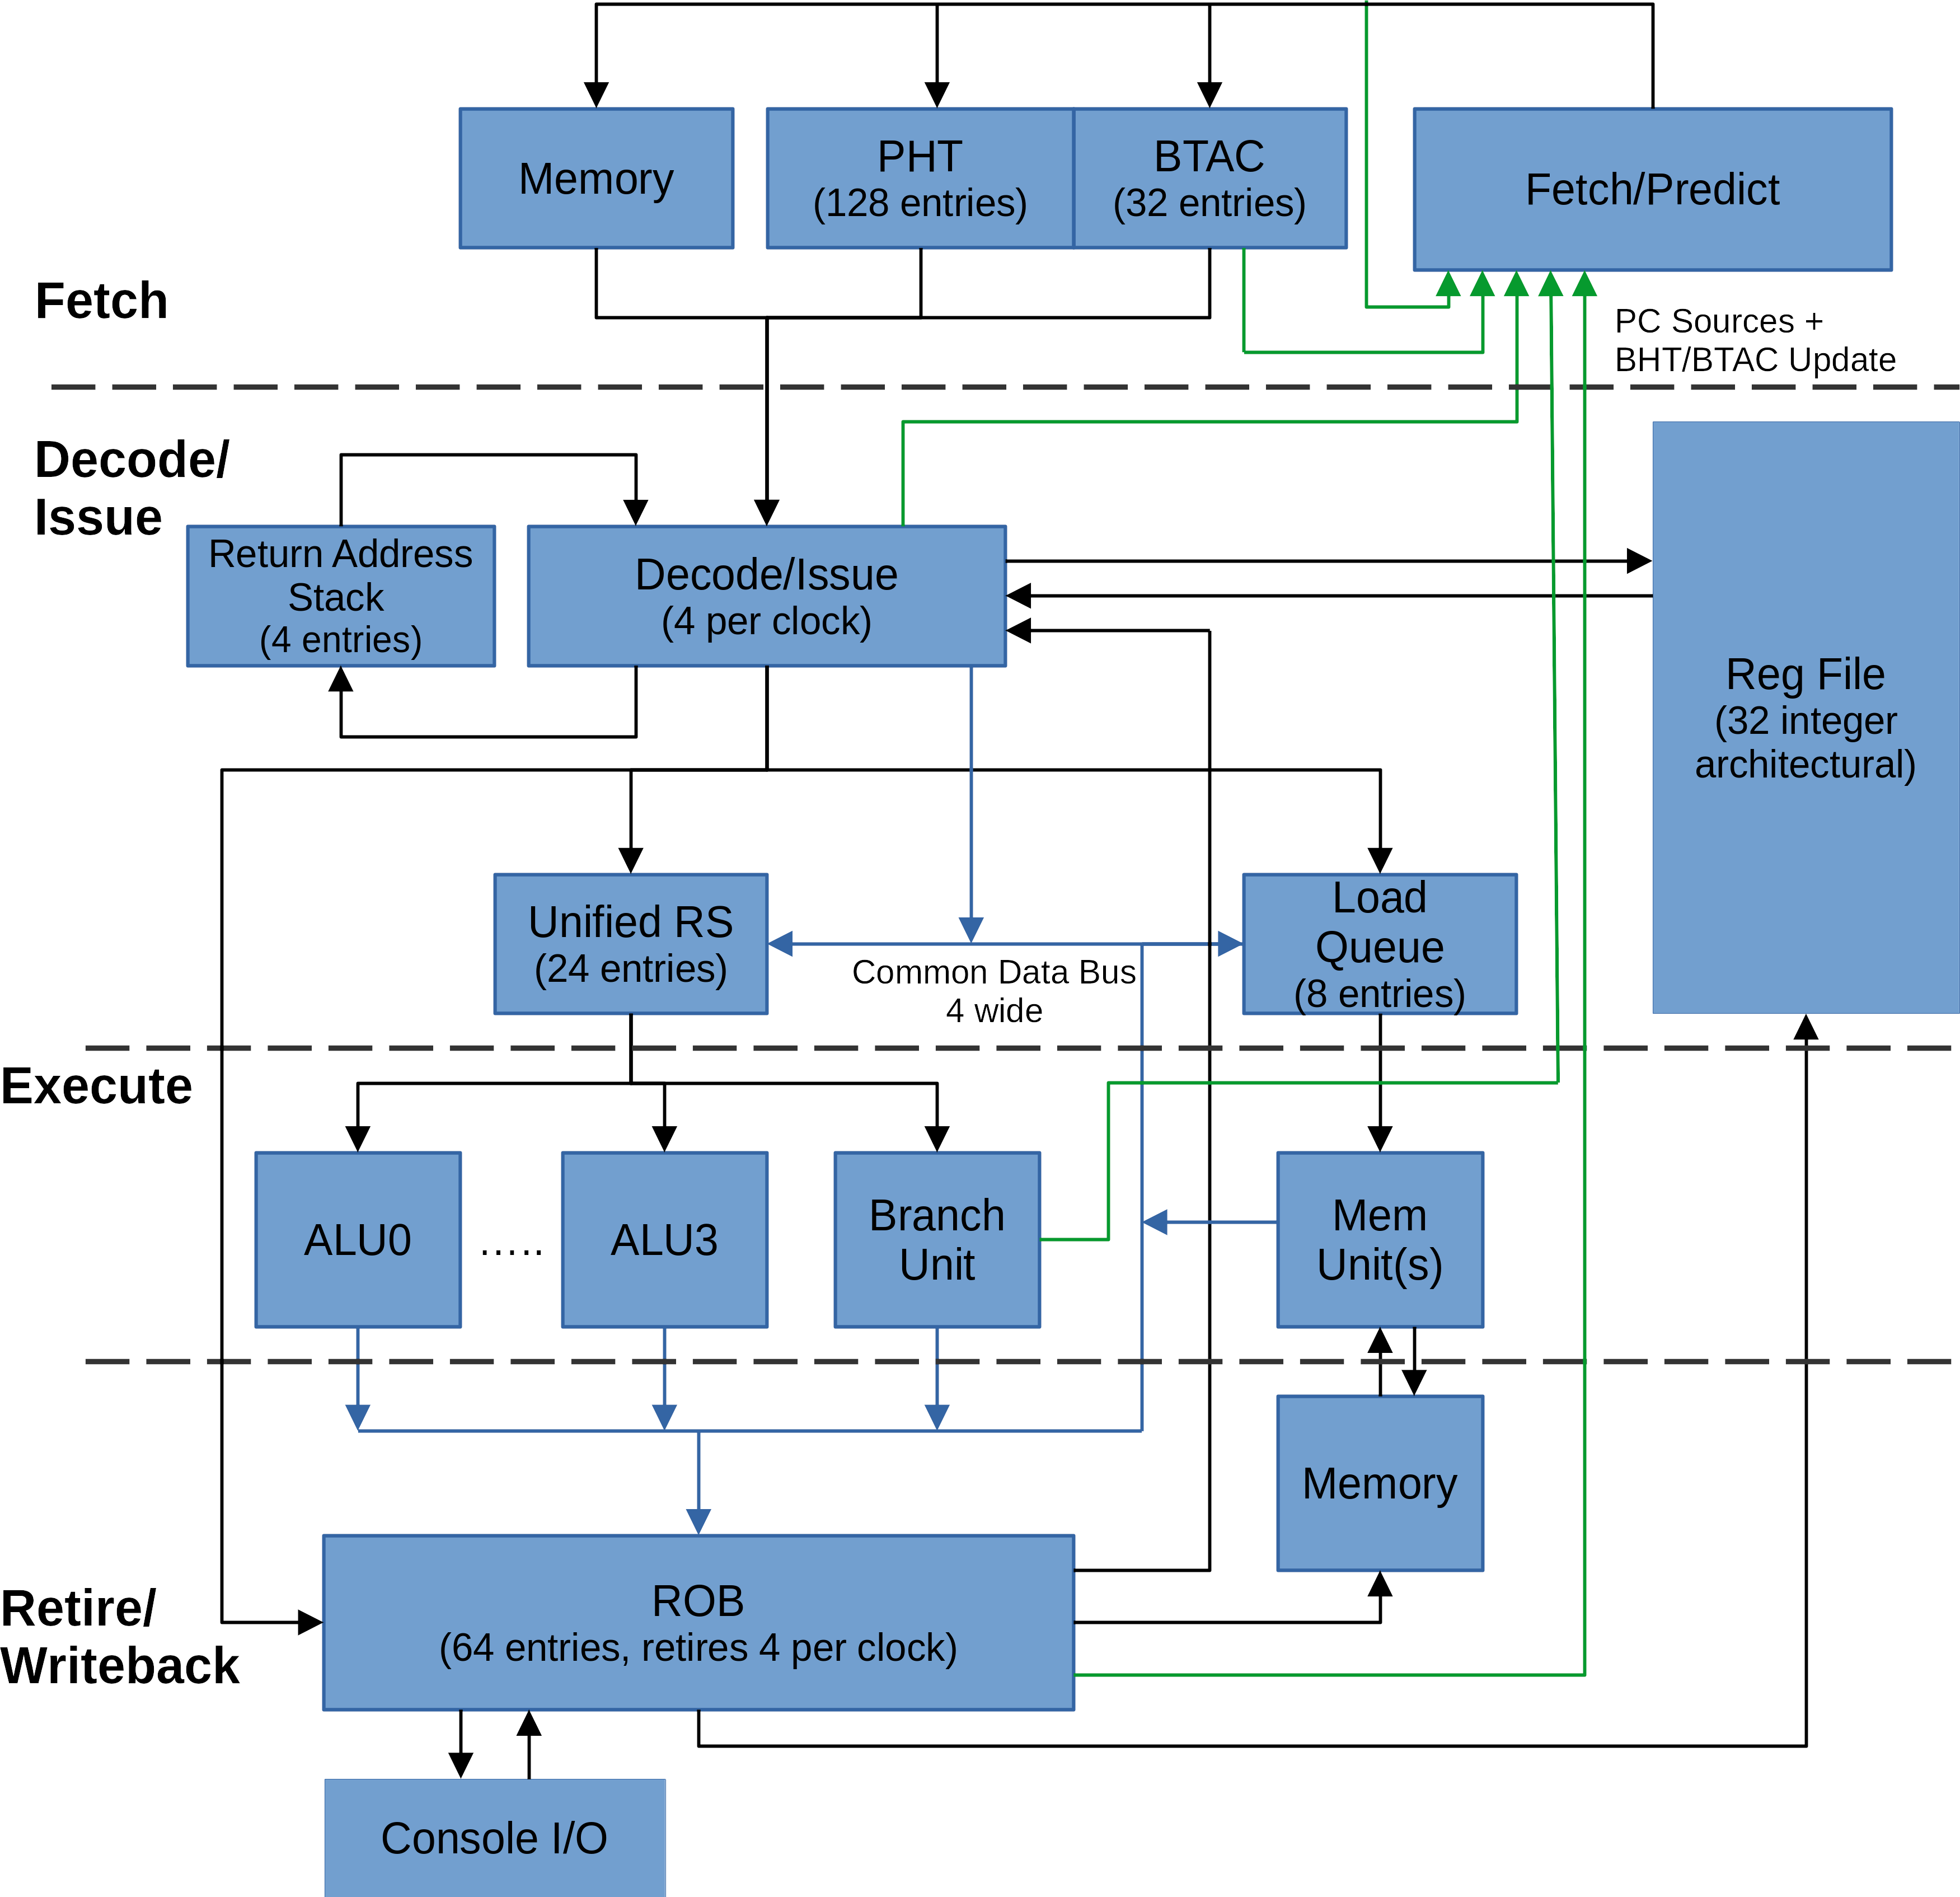 Memory
PHT
(128 entries)
BTAC
(32 entries)
Fetch/Predict
Fetch
PC Sources +
BHT/BTAC Update
Decode/
Issue
Return Address
Stack
(4 entries)
Decode/Issue
(4 per clock)
Reg File
(32 integer
architectural)
Unified RS
(24 entries)
Common Data Bus
4 wide
Load
Queue
(8 entries)
Execute
ALU0
.....
ALU3
Branch
Unit
Mem
Unit(s)
Memory
Retire/
Writeback
ROB
(64 entries, retires 4 per clock)
Console I/O